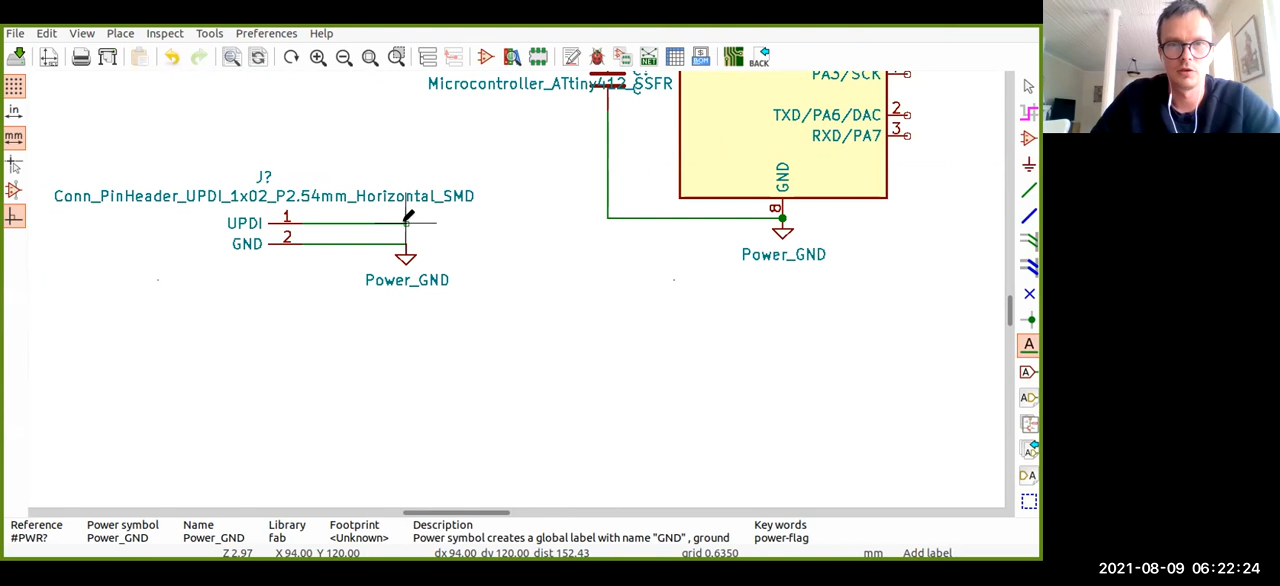 File Edit View Place Inspect Tools Preferences Help
NET
BOM
BACK
in
mm
Microcontroller_ATtiny412_SSFR
PA3/SCK
TXD/PA6/DAC 2
RXD/PA7 3
GND
8
Power_GND
J?
Conn_PinHeader_UPDI_1x02_P2.54mm_Horizontal_SMD
UPDI 1
GND 2
Power_GND
A
A
Reference Power symbol Name Library Footprint Description Key words
#PWR? Power_GND Power_GND fab <Unknown> Power symbol creates a global label with name "GND" , ground power-flag
Z 2.97 X 94.00 Y 120.00 dx 94.00 dy 120.00 dist 152.43 grid 0.6350 mm Add label
2021-08-09 06:22:24